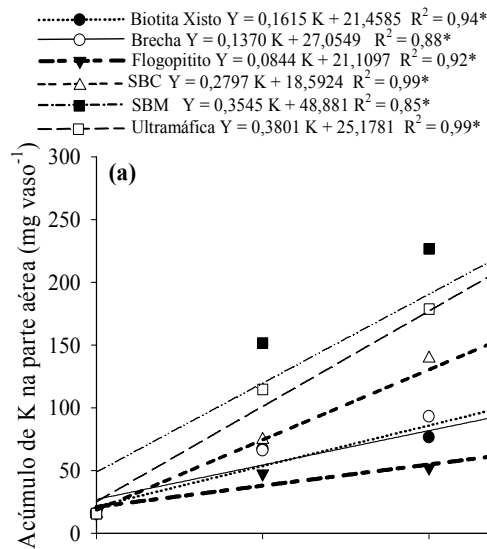 Biotita Xisto Y = 0,1615 K + 21,4585 R² = 0,94*
Brecha Y = 0,1370 K + 27,0549 R² = 0,88*
Flogopitito Y = 0,0844 K + 21,1097 R² = 0,92*
SBC Y = 0,2797 K + 18,5924 R² = 0,99*
SBM Y = 0,3545 K + 48,881 R² = 0,85*
Ultramáfica Y = 0,3801 K + 25,1781 R² = 0,99*
300
(a)
250
200
150
100
50
0
Acúmulo de K na parte aérea (mg vaso⁻¹)